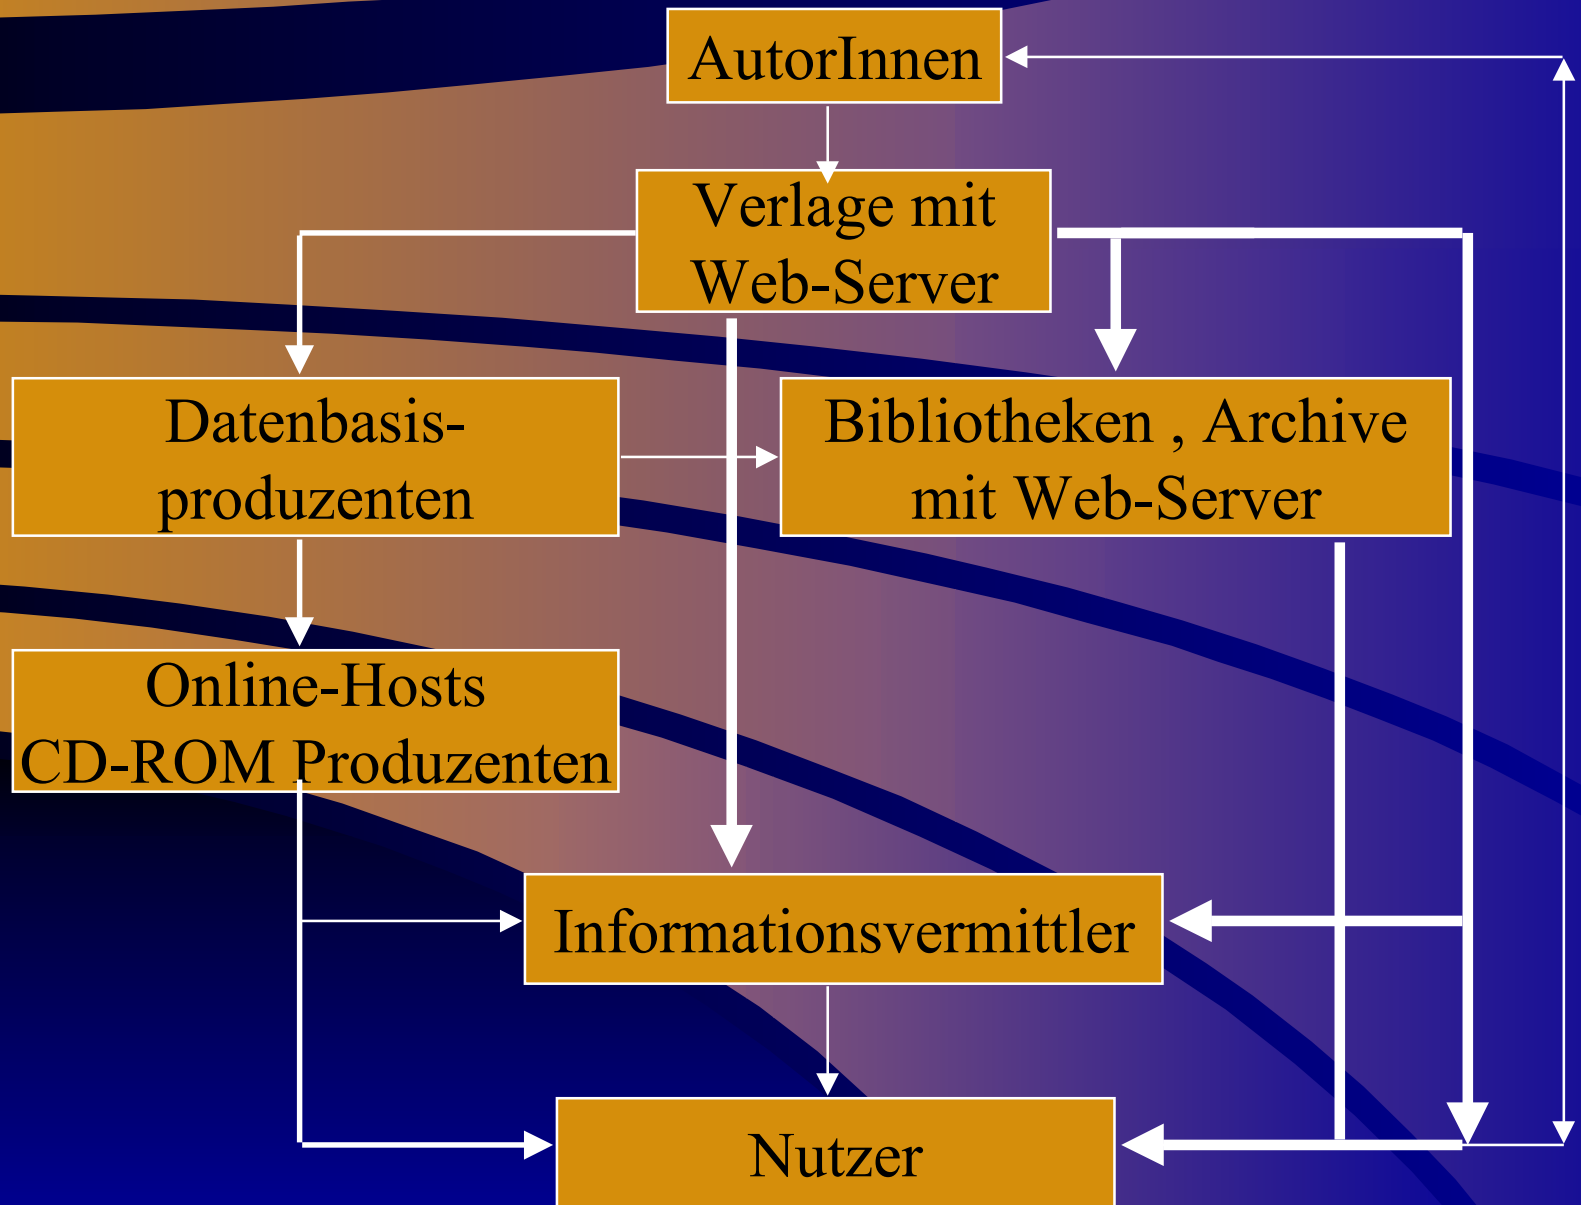 AutorInnen
Verlage mit
Web-Server
Datenbasis-
produzenten
Bibliotheken , Archive
mit Web-Server
Online-Hosts
CD-ROM Produzenten
Informationsvermittler
Nutzer